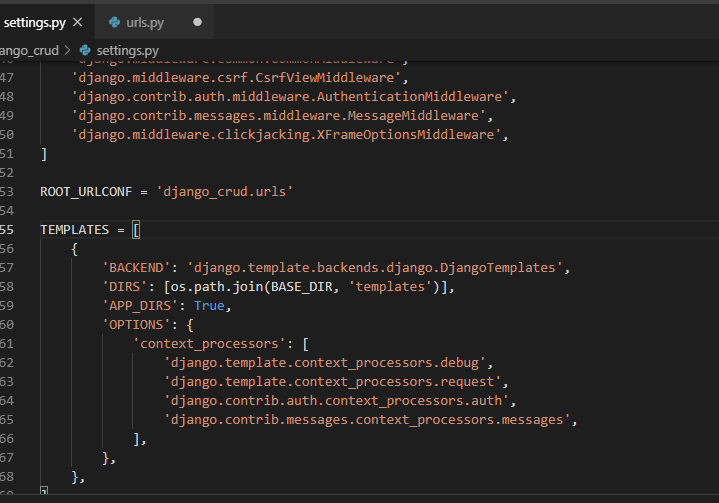 settings.py × urls.py ●
ango_crud > settings.py
46 'django.middleware.common.CommonMiddleware',
47 'django.middleware.csrf.CsrfViewMiddleware',
48 'django.contrib.auth.middleware.AuthenticationMiddleware',
49 'django.contrib.messages.middleware.MessageMiddleware',
50 'django.middleware.clickjacking.XFrameOptionsMiddleware',
51 ]
52
53 ROOT_URLCONF = 'django_crud.urls'
54
55 TEMPLATES = [
56 {
57 'BACKEND': 'django.template.backends.django.DjangoTemplates',
58 'DIRS': [os.path.join(BASE_DIR, 'templates')],
59 'APP_DIRS': True,
60 'OPTIONS': {
61 'context_processors': [
62 'django.template.context_processors.debug',
63 'django.template.context_processors.request',
64 'django.contrib.auth.context_processors.auth',
65 'django.contrib.messages.context_processors.messages',
66 ],
67 },
68 },
69 ]